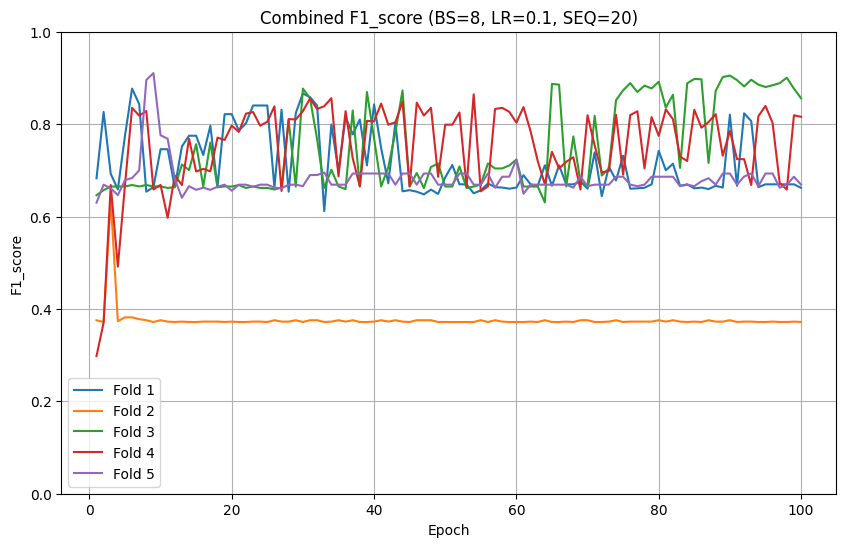 Combined F1_score (BS=8, LR=0.1, SEQ=20)
1.0
0.8
0.6
0.4
0.2
0.0
F1_score
Fold 1
Fold 2
Fold 3
Fold 4
Fold 5
0 20 40 60 80 100
Epoch